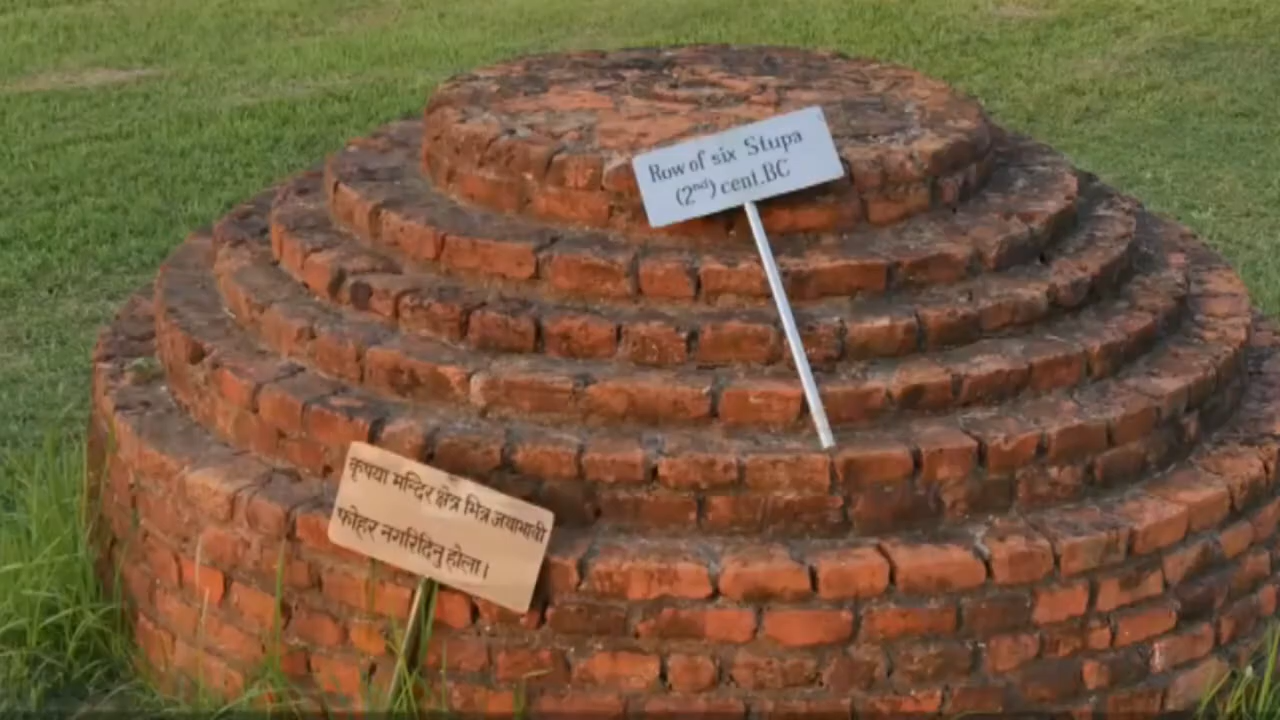 Row of six Stupa
(2nd) cent.BC
कृपया मन्दिर क्षेत्र भित्र जथाभावी
फोहर नगरिदिनु होला।